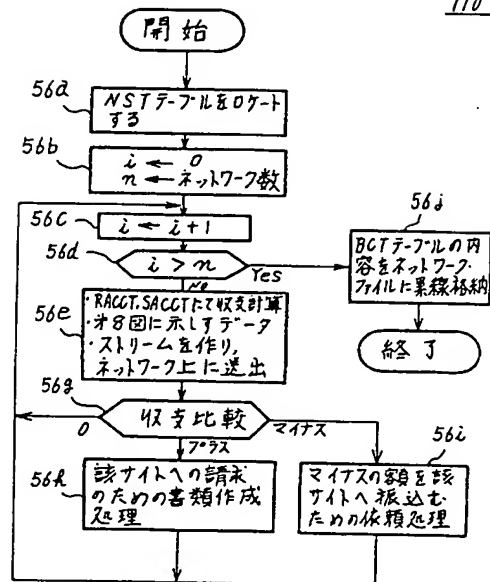 110
開始
56a
NSTテーブルをロケート
する
56b
i ← 0
n ← ネットワーク数
56c
i ← i+1
56d
i > n
Yes
No
56j
BCTテーブルの内
容をネットワーク・
ファイルに累積格納
終了
56e
・RACCT,SACCTにて収支計算
・オ8図に示しすデータ
・ストリームを作り,
ネットワーク上に送出
56g
収支比較
0
プラス
マイナス
56h
該サイトへの請求
のための書類作成
処理
56i
マイナスの額を該
サイトへ振込む
ための依頼処理